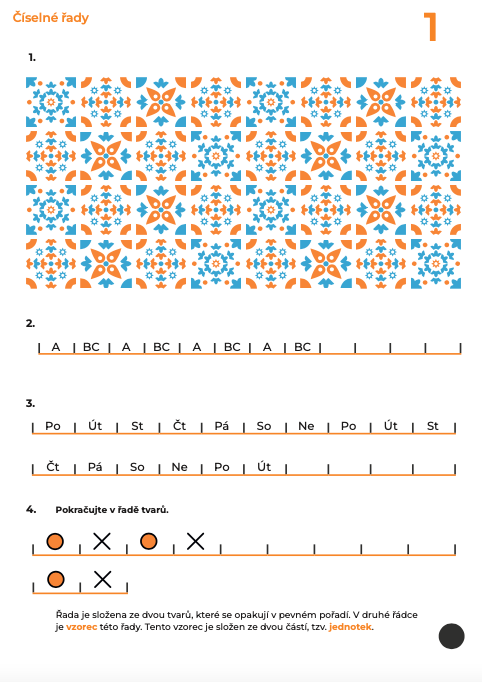 Číselné řady
1
1.
2.
A BC A BC A BC A BC
3.
Po Út St Čt Pá So Ne Po Út St
Čt Pá So Ne Po Út
4. Pokračujte v řadě tvarů.
Řada je složena ze dvou tvarů, které se opakují v pevném pořadí. V druhé řádce
je vzorec této řady. Tento vzorec je složen ze dvou částí, tzv. jednotek.